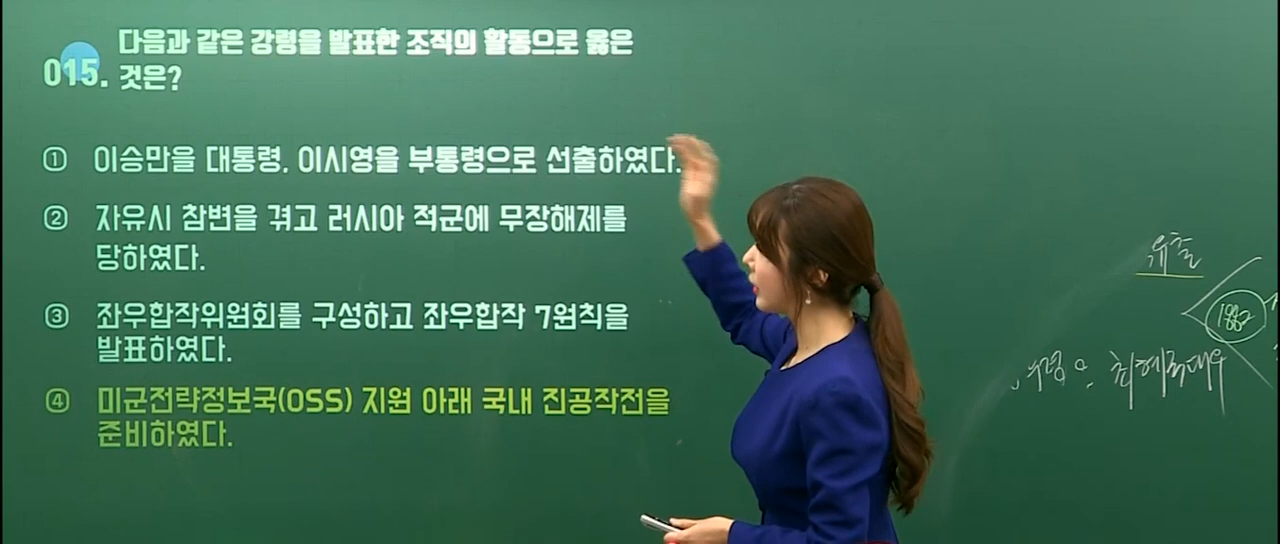 015. 다음과 같은 강령을 발표한 조직의 활동으로 옳은
것은?
① 이승만을 대통령, 이시영을 부통령으로 선출하였다.
② 자유시 참변을 겪고 러시아 적군에 무장해제를
당하였다.
③ 좌우합작위원회를 구성하고 좌우합작 7원칙을
발표하였다.
④ 미군전략정보국(OSS) 지원 아래 국내 진공작전을
준비하였다.
1882
최혜국대우